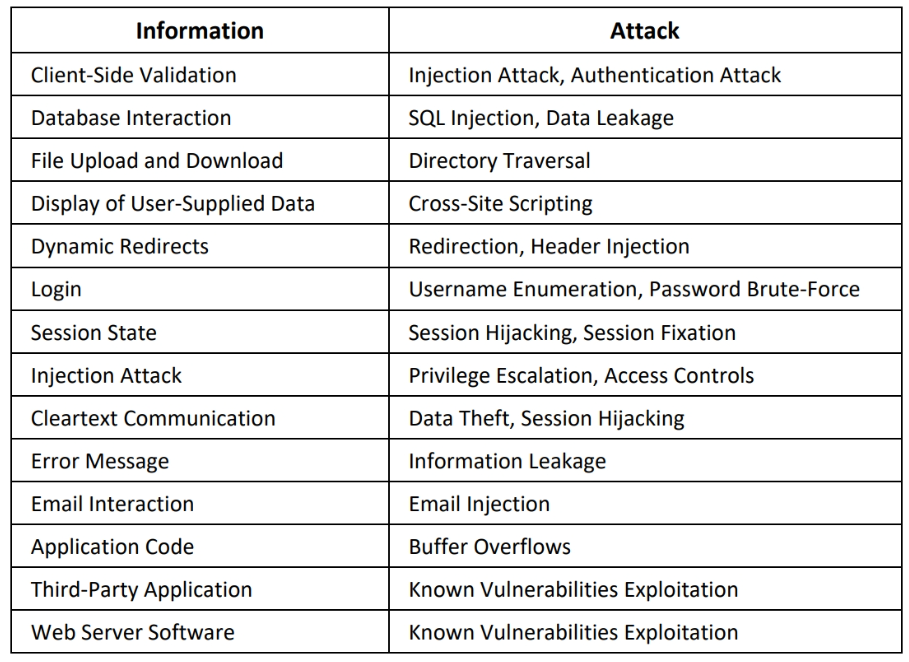 Information Attack
Client-Side Validation Injection Attack, Authentication Attack
Database Interaction SQL Injection, Data Leakage
File Upload and Download Directory Traversal
Display of User-Supplied Data Cross-Site Scripting
Dynamic Redirects Redirection, Header Injection
Login Username Enumeration, Password Brute-Force
Session State Session Hijacking, Session Fixation
Injection Attack Privilege Escalation, Access Controls
Cleartext Communication Data Theft, Session Hijacking
Error Message Information Leakage
Email Interaction Email Injection
Application Code Buffer Overflows
Third-Party Application Known Vulnerabilities Exploitation
Web Server Software Known Vulnerabilities Exploitation